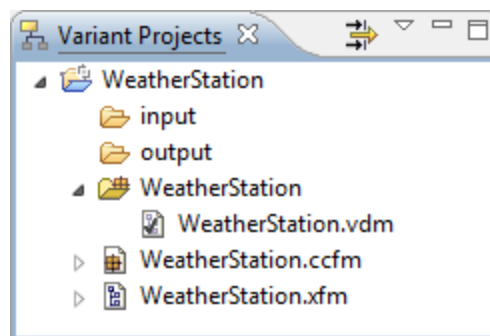 Variant Projects
WeatherStation
input
output
WeatherStation
WeatherStation.vdm
WeatherStation.ccfm
WeatherStation.xfm